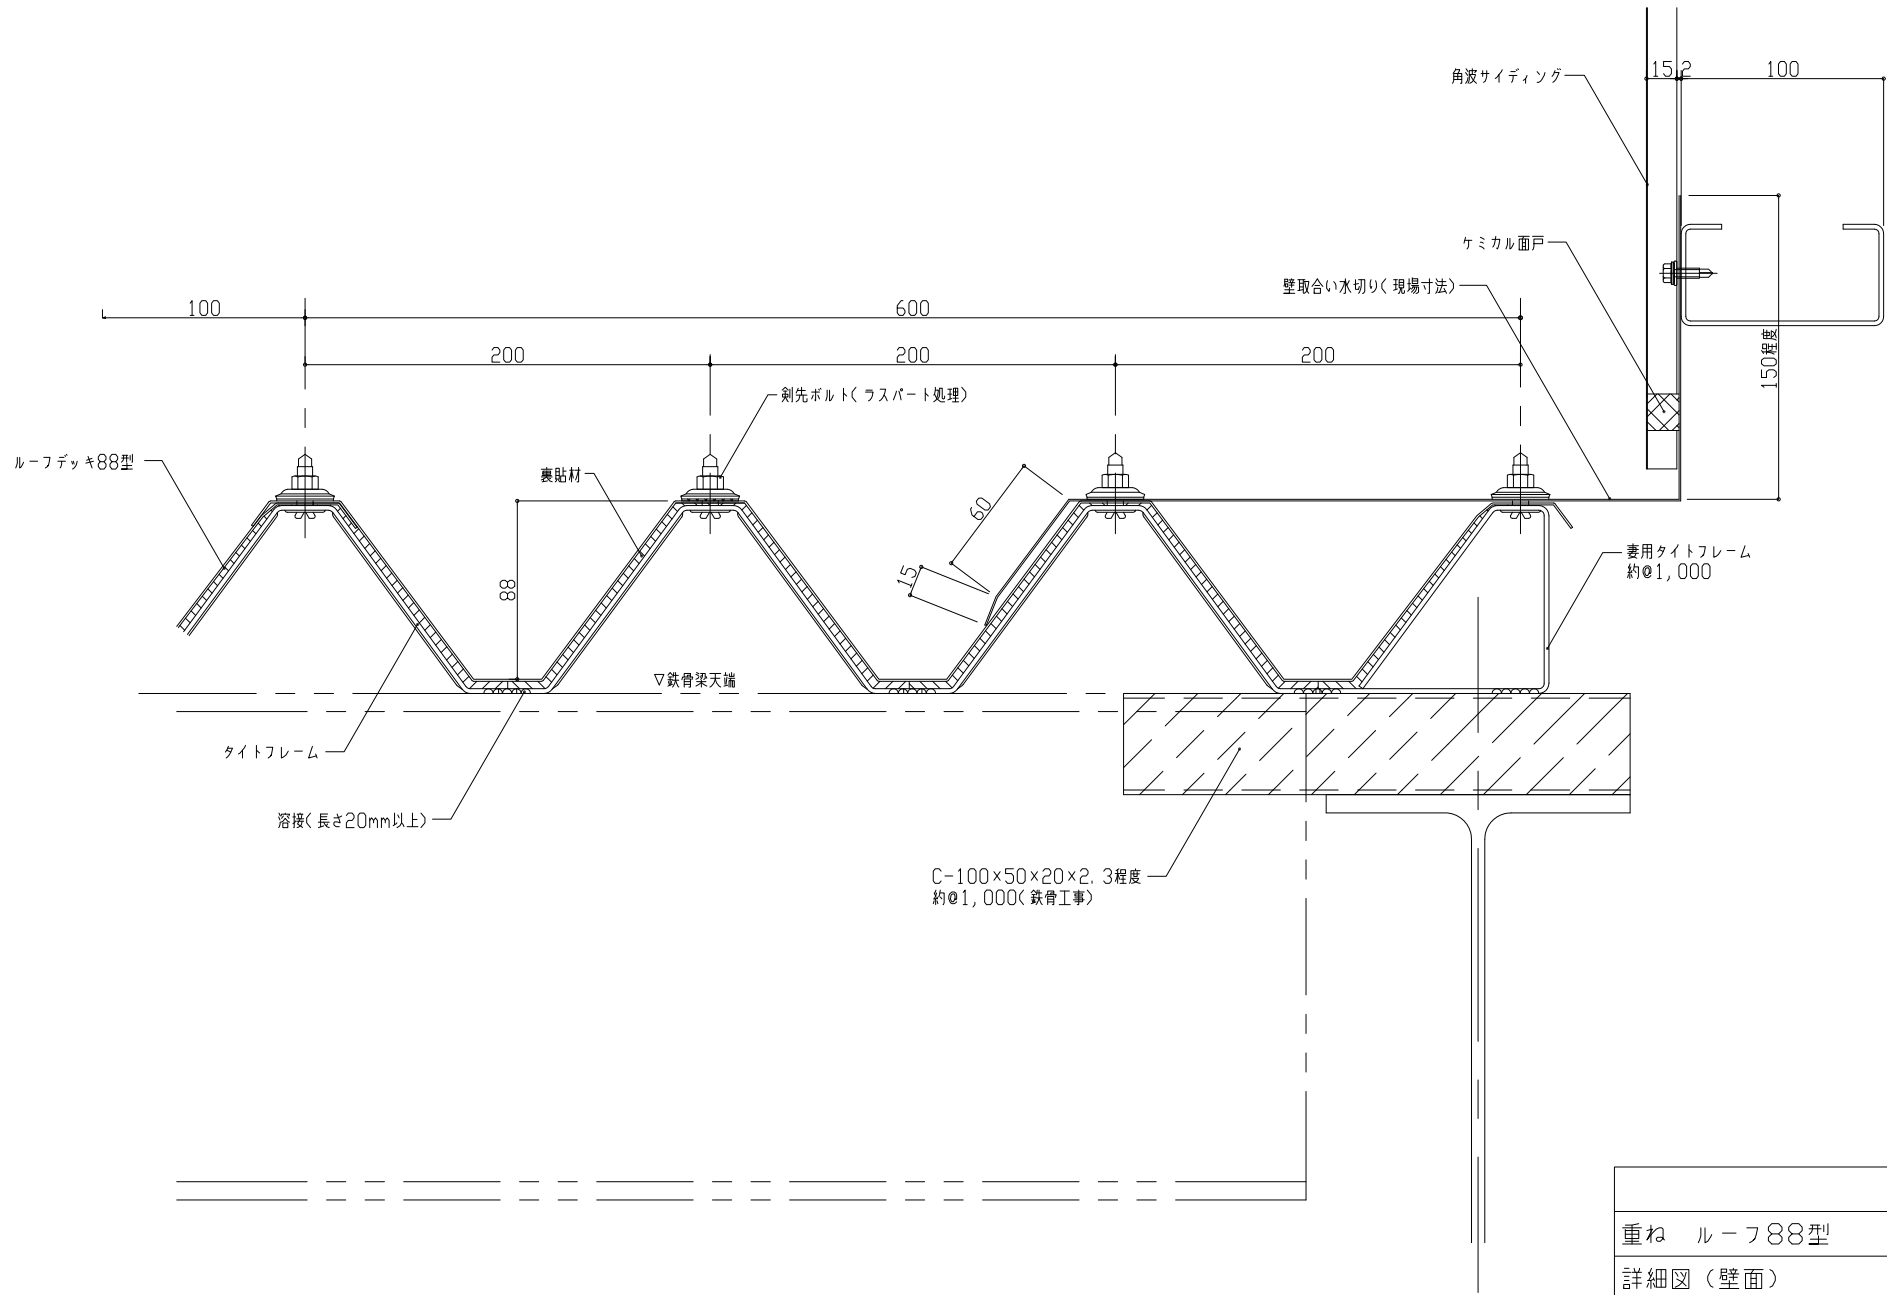 角波サイディング
15
2
100
ケミカル面戸
壁取合い水切り(現場寸法)
150程度
100
600
200
200
200
剣先ボルト(ラスパート処理)
ルーフデッキ88型
裏貼材
60
15
88
妻用タイトフレーム
約@1,000
▽鉄骨梁天端
タイトフレーム
溶接(長さ20mm以上)
C-100×50×20×2.3程度
約@1,000(鉄骨工事)
重ね ルーフ88型
詳細図(壁面)